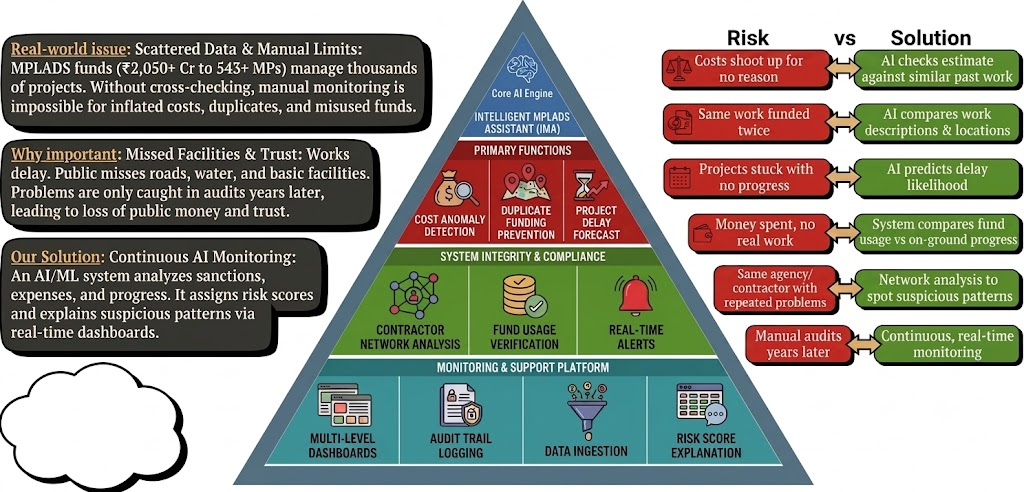 Real-world issue: Scattered Data & Manual Limits:
MPLADS funds (₹2,050+ Cr to 543+ MPs) manage thousands
of projects. Without cross-checking, manual monitoring is
impossible for inflated costs, duplicates, and misused funds.
Why important: Missed Facilities & Trust: Works
delay. Public misses roads, water, and basic facilities.
Problems are only caught in audits years later,
leading to loss of public money and trust.
Our Solution: Continuous AI Monitoring:
An AI/ML system analyzes sanctions,
expenses, and progress. It assigns risk scores
and explains suspicious patterns via
real-time dashboards.
Core AI Engine
INTELLIGENT MPLADS
ASSISTANT (IMA)
PRIMARY FUNCTIONS
COST ANOMALY
DETECTION
DUPLICATE
FUNDING
PREVENTION
PROJECT
DELAY
FORECAST
SYSTEM INTEGRITY & COMPLIANCE
CONTRACTOR
NETWORK ANALYSIS
FUND USAGE
VERIFICATION
REAL-TIME
ALERTS
MONITORING & SUPPORT PLATFORM
MULTI-LEVEL
DASHBOARDS
AUDIT TRAIL
LOGGING
DATA INGESTION
RISK SCORE
EXPLANATION
Risk vs Solution
Costs shoot up for
no reason
AI checks estimate
against similar past work
Same work funded
twice
AI compares work
descriptions & locations
Projects stuck with
no progress
AI predicts delay
likelihood
Money spent, no
real work
System compares fund
usage vs on-ground progress
Same agency/
contractor with
repeated problems
Network analysis to
spot suspicious patterns
Manual audits
years later
Continuous, real-time
monitoring